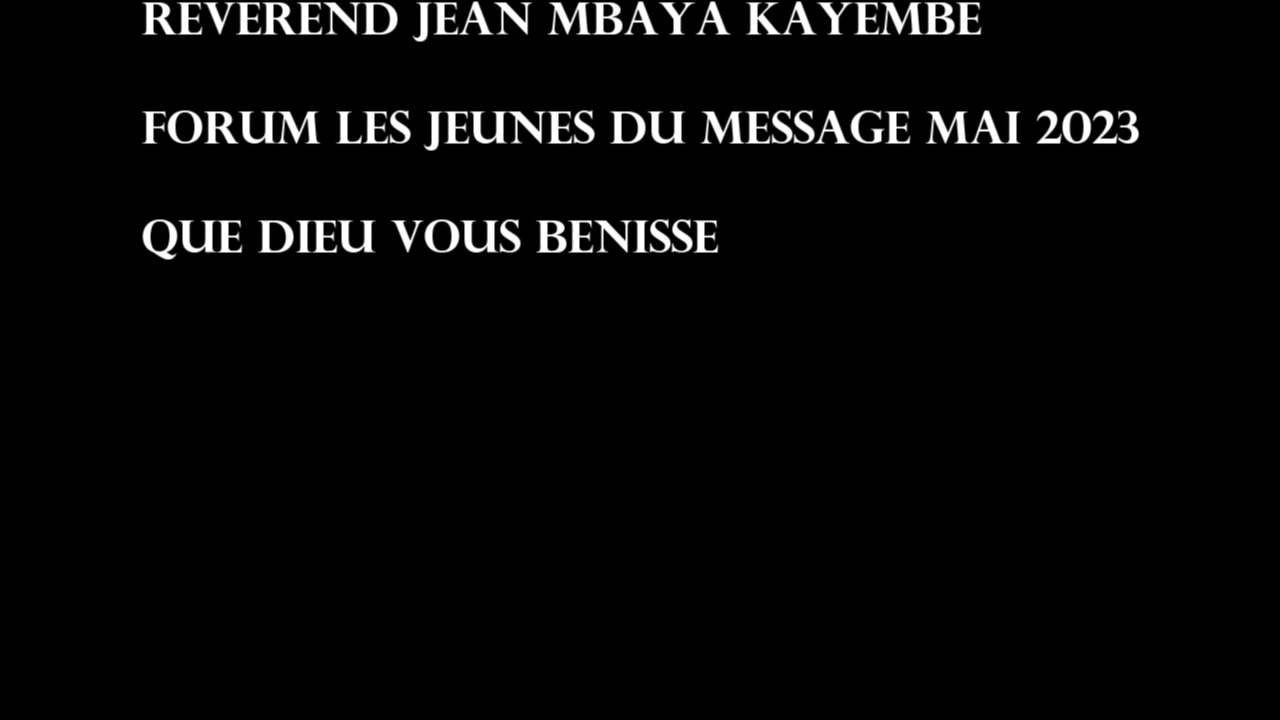 REVEREND JEAN MBAYA KAYEMBE
FORUM LES JEUNES DU MESSAGE MAI 2023
QUE DIEU VOUS BENISSE